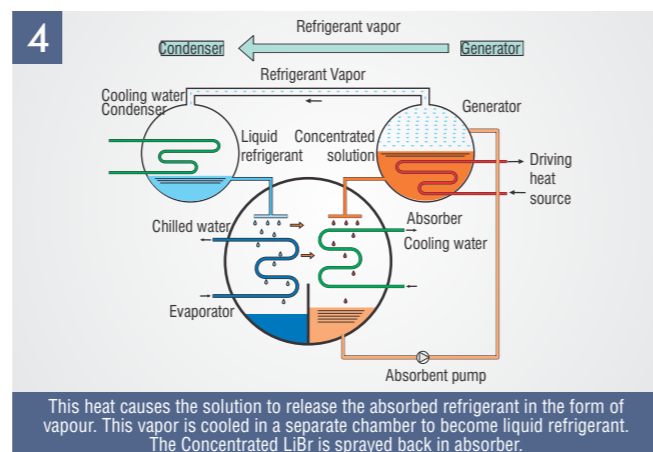 4
Refrigerant vapor
Condenser
Generator
Refrigerant Vapor
Cooling water
Condenser
Generator
Liquid
refrigerant
Concentrated
solution
Driving
heat
source
Chilled water
Absorber
Cooling water
Evaporator
Absorbent pump
This heat causes the solution to release the absorbed refrigerant in the form of
vapour. This vapor is cooled in a separate chamber to become liquid refrigerant.
The Concentrated LiBr is sprayed back in absorber.